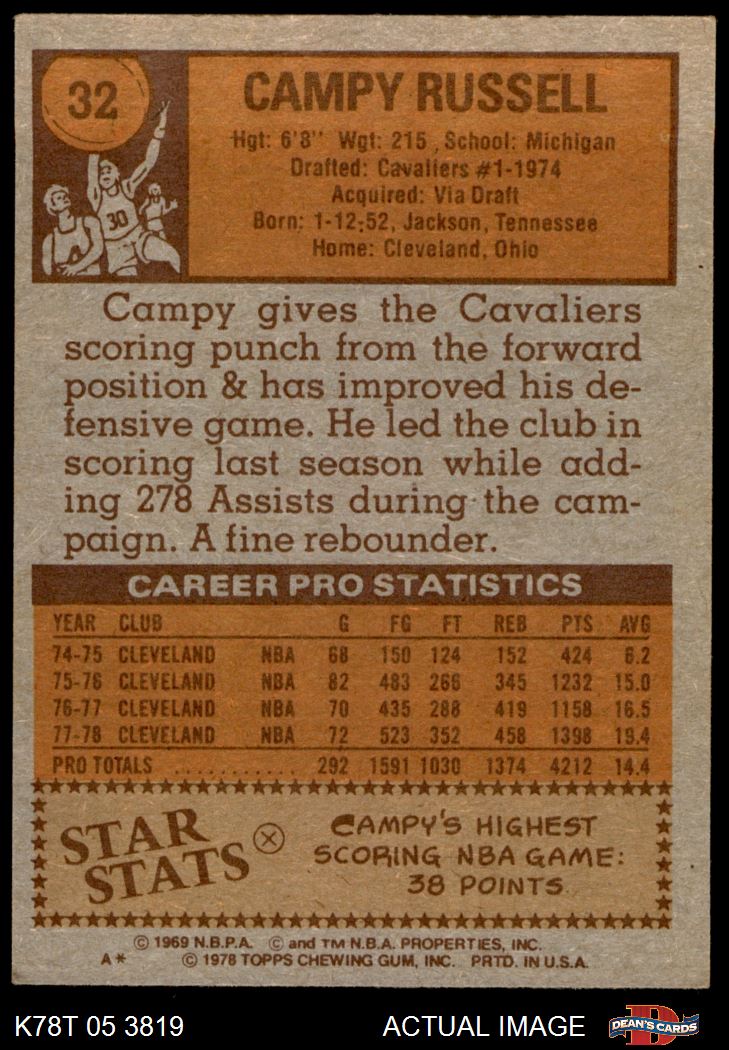 32
30
CAMPY RUSSELL
Hgt: 6'8" Wgt: 215, School: Michigan
Drafted: Cavaliers #1-1974
Acquired: Via Draft
Born: 1-12-52, Jackson, Tennessee
Home: Cleveland, Ohio
Campy gives the Cavaliers
scoring punch from the forward
position & has improved his de-
fensive game. He led the club in
scoring last season while add-
ing 278 Assists during the cam-
paign. A fine rebounder.
CAREER PRO STATISTICS
YEAR CLUB G FG FT REB PTS AVG
74-75 CLEVELAND NBA 68 150 124 152 424 6.2
75-76 CLEVELAND NBA 82 483 266 345 1232 15.0
76-77 CLEVELAND NBA 70 435 288 419 1158 16.5
77-78 CLEVELAND NBA 72 523 352 458 1398 19.4
PRO TOTALS .......... 292 1591 1030 1374 4212 14.4
STAR STATS
CAMPY'S HIGHEST
SCORING NBA GAME:
38 POINTS
© 1969 N.B.P.A. © and TM N.B.A. PROPERTIES, INC.
A* © 1978 TOPPS CHEWING GUM, INC. PRTD. IN U.S.A.
K78T 05 3819 ACTUAL IMAGE DEAN'S CARDS